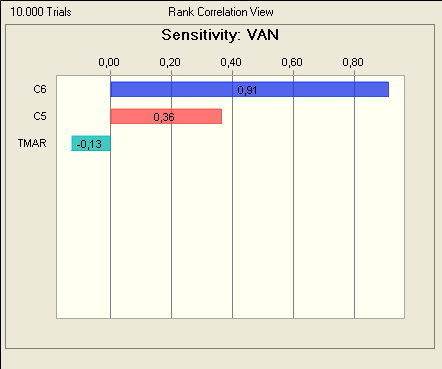 10.000 Trials Rank Correlation View
Sensitivity: VAN
0,00 0,20 0,40 0,60 0,80
C6 0,91
C5 0,36
TMAR -0,13